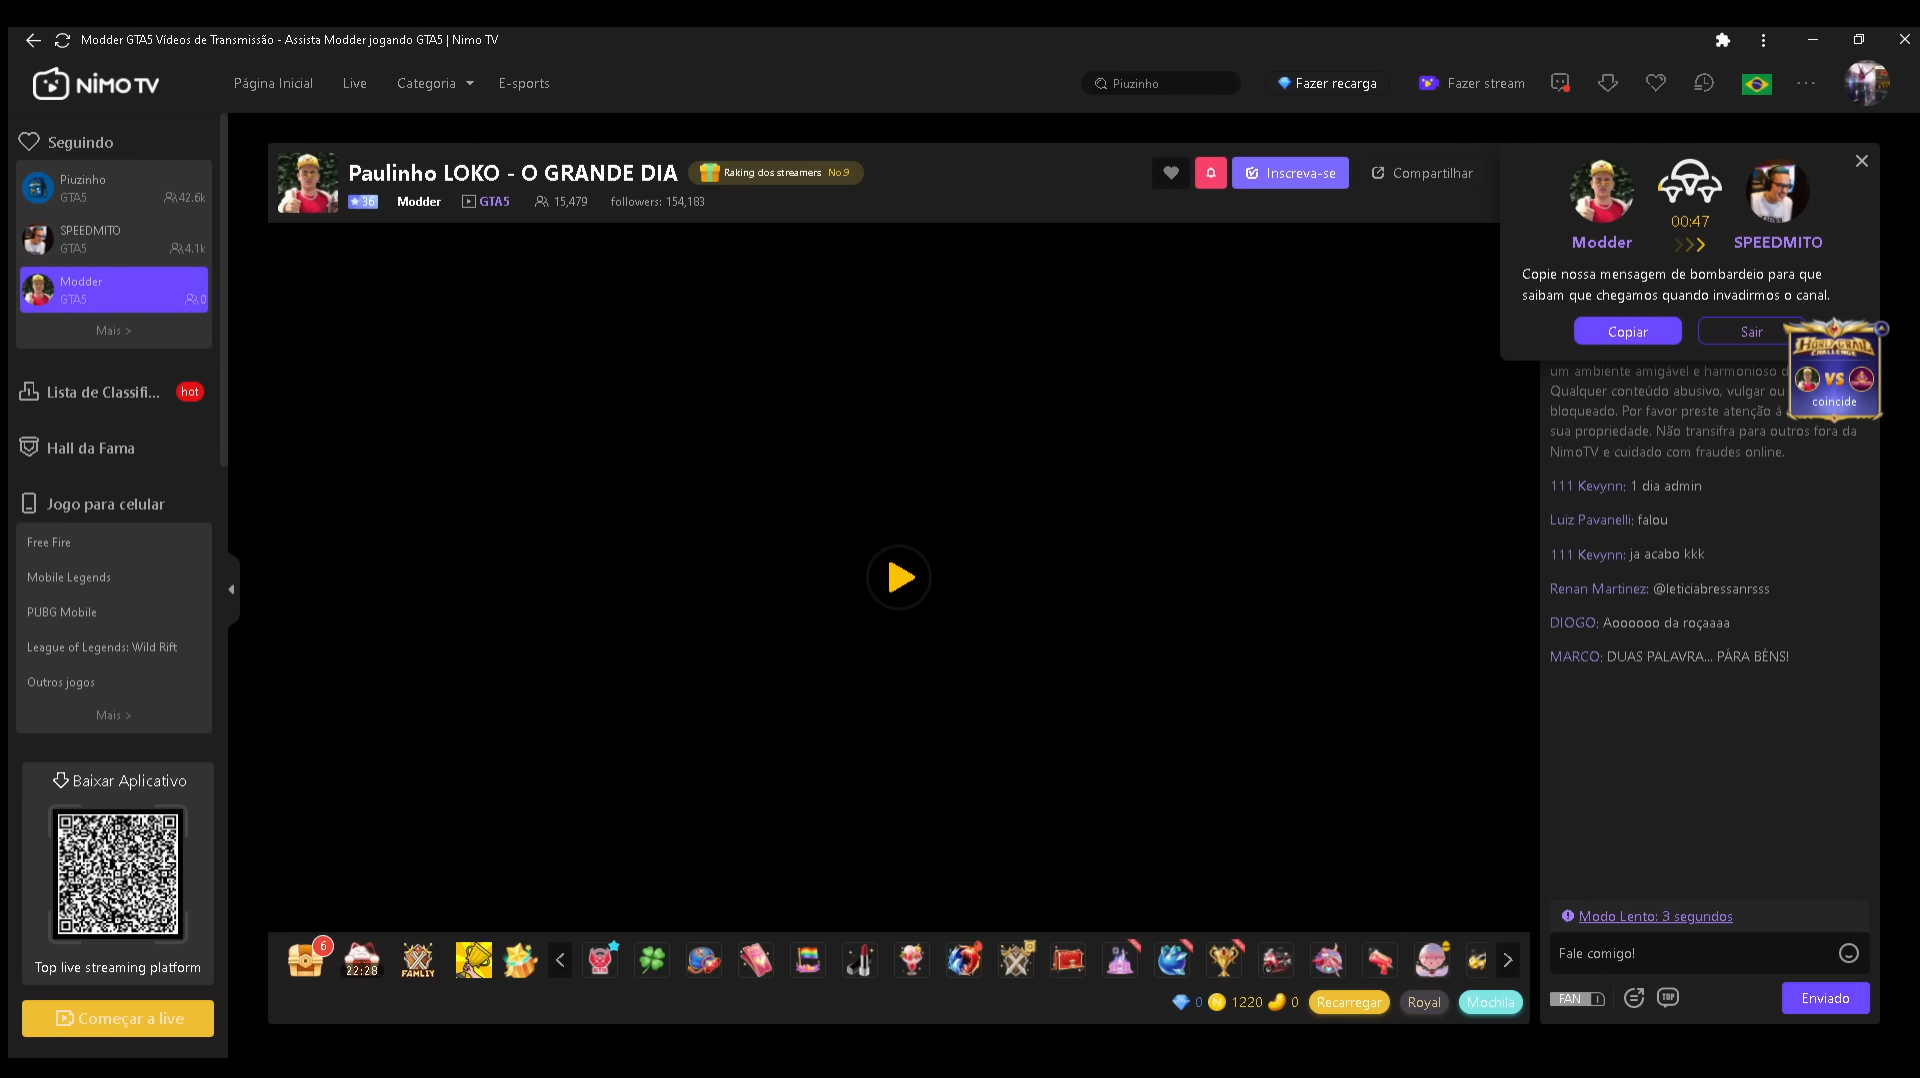 Modder GTA5 Vídeos de Transmissão - Assista Modder jogando GTA5 | Nimo TV
NIMO TV
Página Inicial
Live
Categoria
E-sports
Piuzinho
Fazer recarga
Fazer stream
Seguindo
Piuzinho
GTA5
42.6k
SPEEDMITO
GTA5
4.1k
Modder
GTA5
0
Mais >
Lista de Classifi...
hot
Hall da Fama
Jogo para celular
Free Fire
Mobile Legends
PUBG Mobile
League of Legends: Wild Rift
Outros jogos
Mais >
Baixar Aplicativo
Top live streaming platform
Começar a live
Paulinho LOKO - O GRANDE DIA
Raking dos streamers No.9
36
Modder
GTA5
15,479
followers: 154,183
Inscreva-se
Compartilhar
Modder
00:47
SPEEDMITO
Copie nossa mensagem de bombardeio para que
saibam que chegamos quando invadirmos o canal.
Copiar
Sair
CHALLENGE
VS
coincide
um ambiente amigável e harmonioso d
Qualquer conteúdo abusivo, vulgar ou
bloqueado. Por favor preste atenção à
sua propriedade. Não transifra para outros fora da
NimoTV e cuidado com fraudes online.
111 Kevynn: 1 dia admin
Luiz Pavanelli: falou
111 Kevynn: ja acabo kkk
Renan Martinez: @leticiabressanrsss
DIOGO: Aoooooo da roçaaaa
MARCO: DUAS PALAVRA... PÁRA BÉNS!
Modo Lento: 3 segundos
Fale comigo!
FAN
TOP
Enviado
6
22:28
FAMLIY
0
1220
0
Recarregar
Royal
Mochila